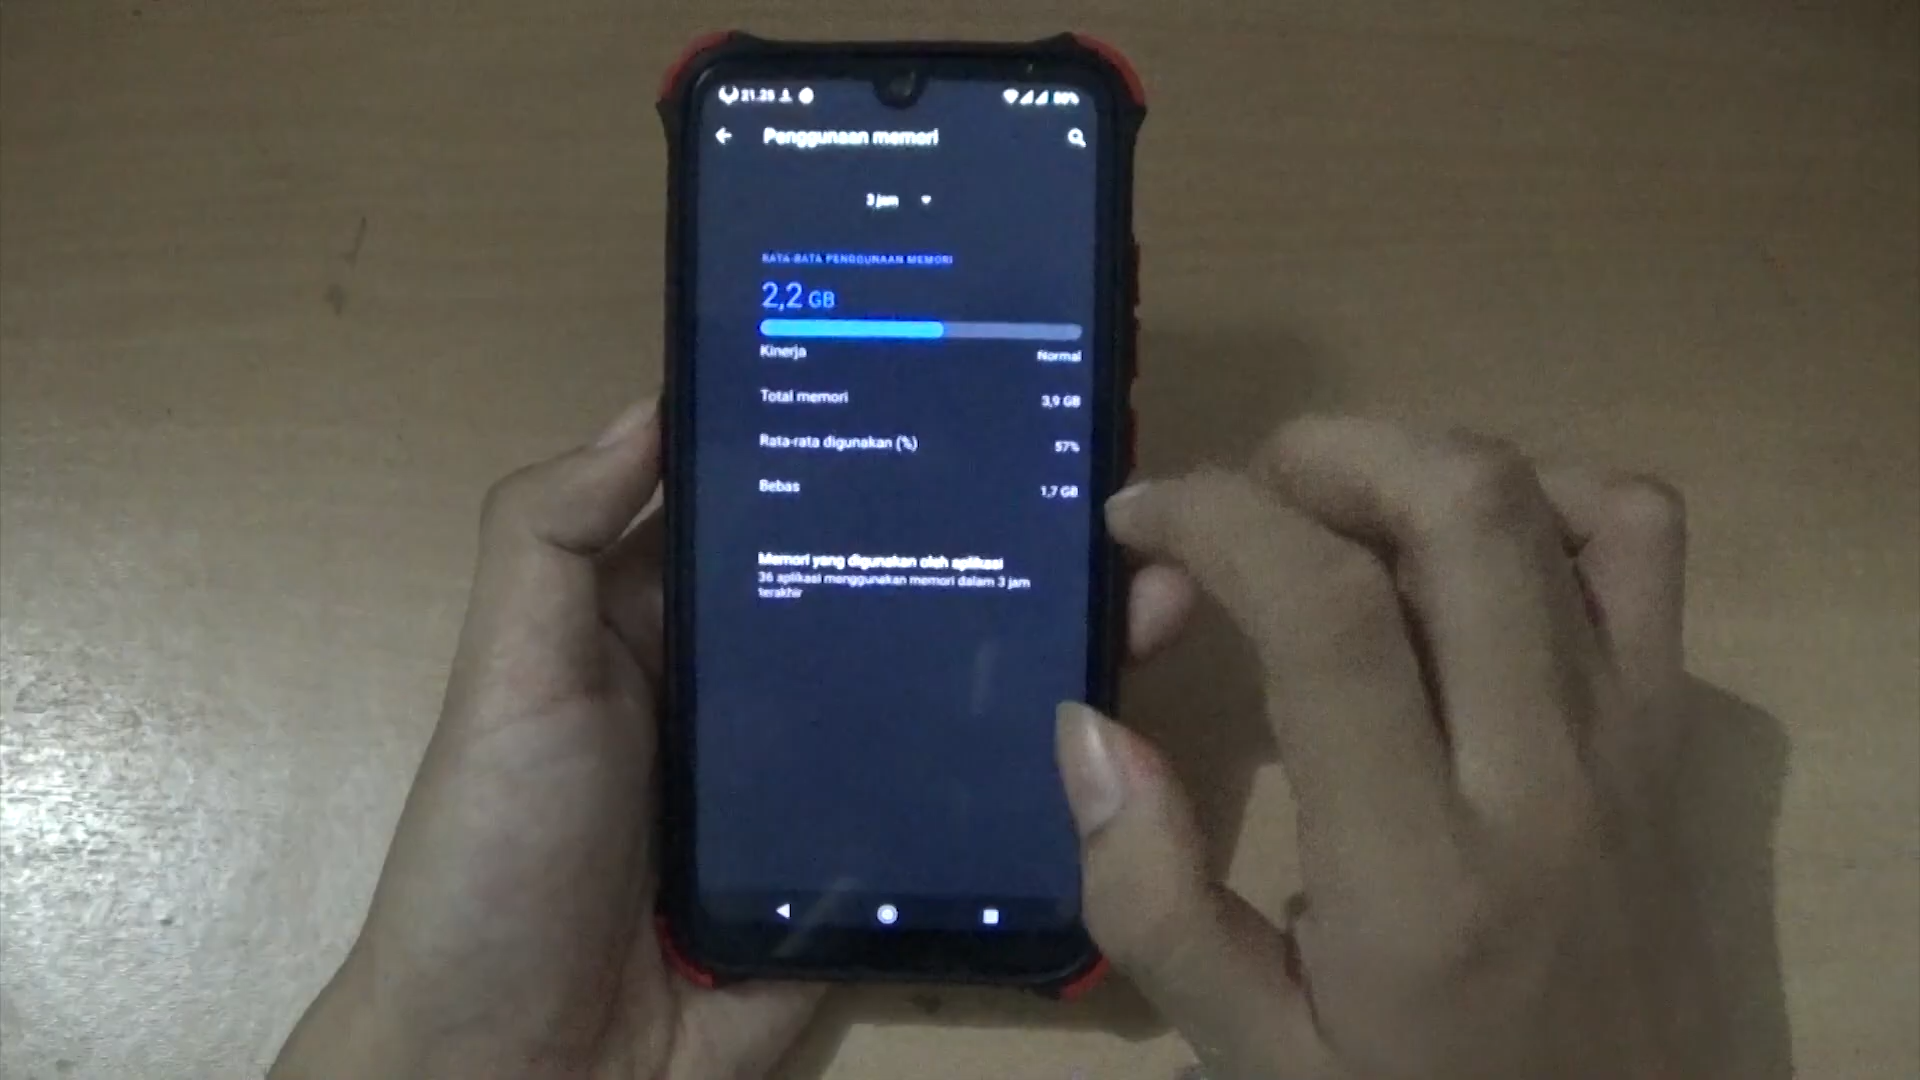 21.25
Penggunaan memori
3 jam
RATA-RATA PENGGUNAAN MEMORI
2,2 GB
Kinerja Normal
Total memori 3,9 GB
Rata-rata digunakan (%) 57%
Bebas 1,7 GB
Memori yang digunakan oleh aplikasi
36 aplikasi menggunakan memori dalam 3 jam
terakhir